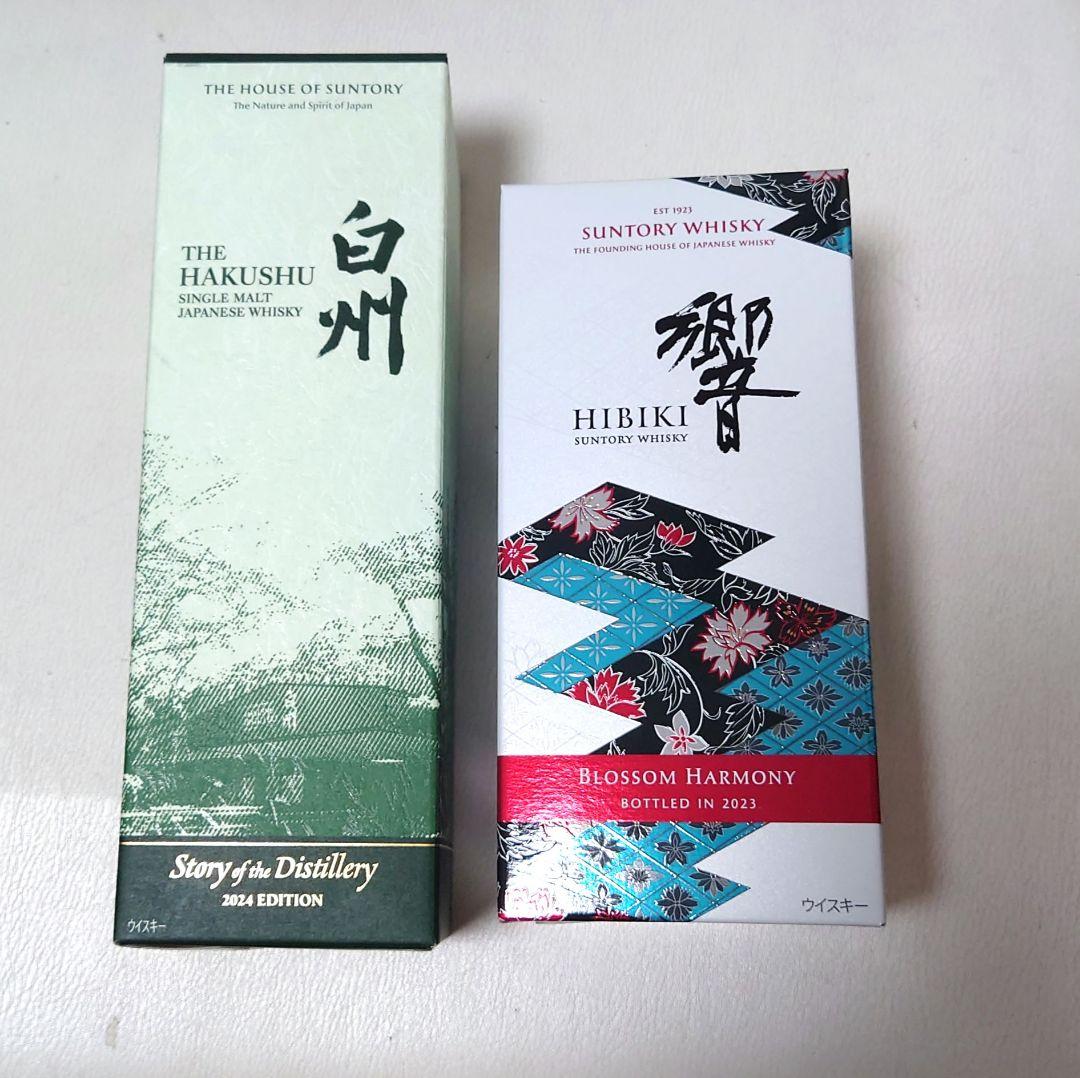 THE HOUSE OF SUNTORY
The Nature and Spirit of Japan
白州
THE
HAKUSHU
SINGLE MALT
JAPANESE WHISKY
Story of the Distillery
2024 EDITION
ウイスキー
EST 1923
SUNTORY WHISKY
THE FOUNDING HOUSE OF JAPANESE WHISKY
響
HIBIKI
SUNTORY WHISKY
BLOSSOM HARMONY
BOTTLED IN 2023
ウイスキー